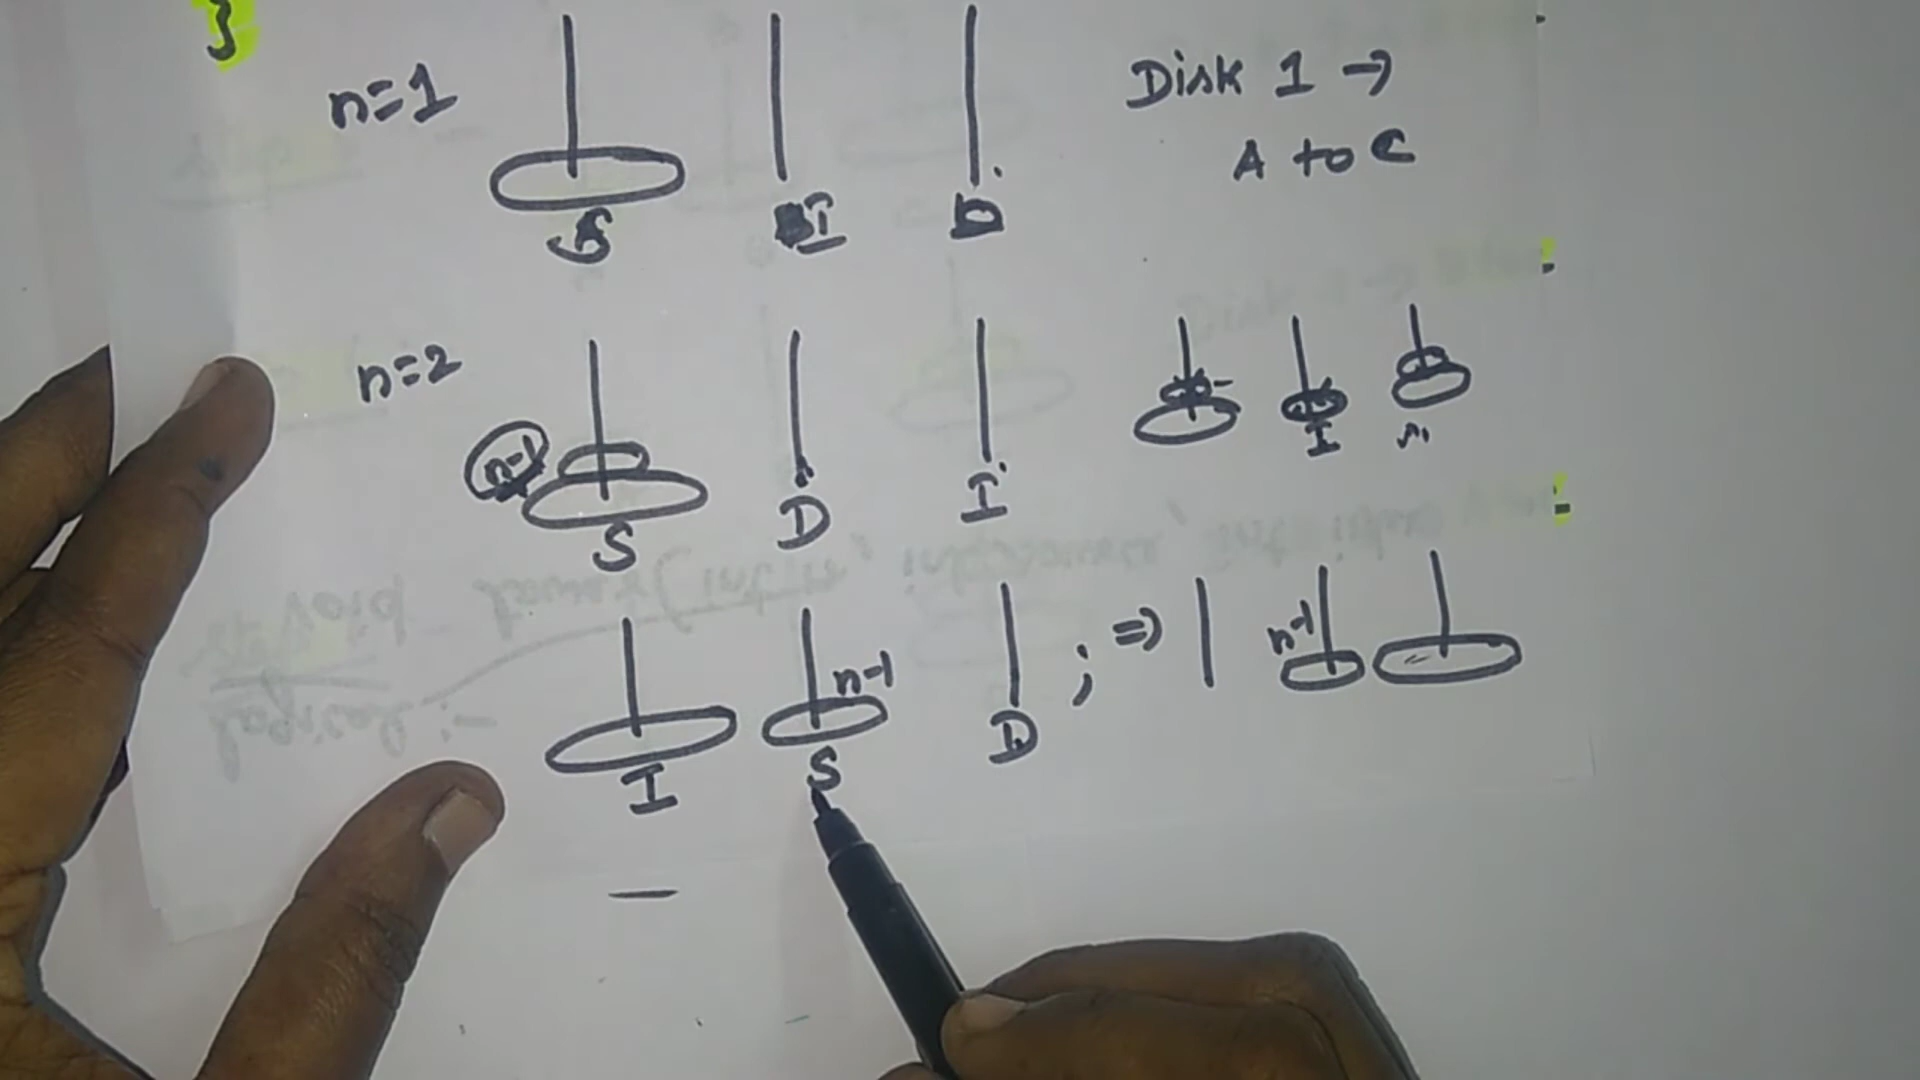 }
n=1
Disk 1 →
A to C
S I D
n=2
n-1
S D I
I
n-1
I S D ; ⇒
n-1